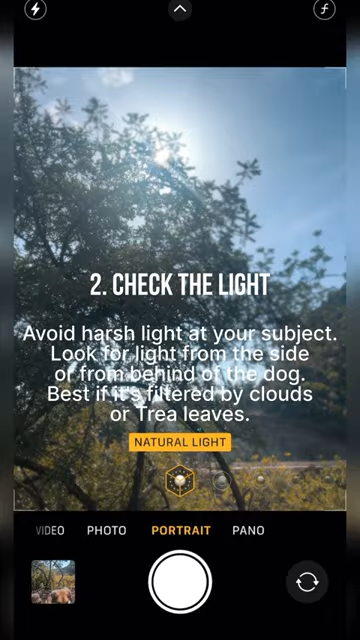 2. CHECK THE LIGHT
Avoid harsh light at your subject.
Look for light from the side
or from behind of the dog.
Best if it's filtered by clouds
or Trea leaves.
NATURAL LIGHT
VIDEO PHOTO PORTRAIT PANO